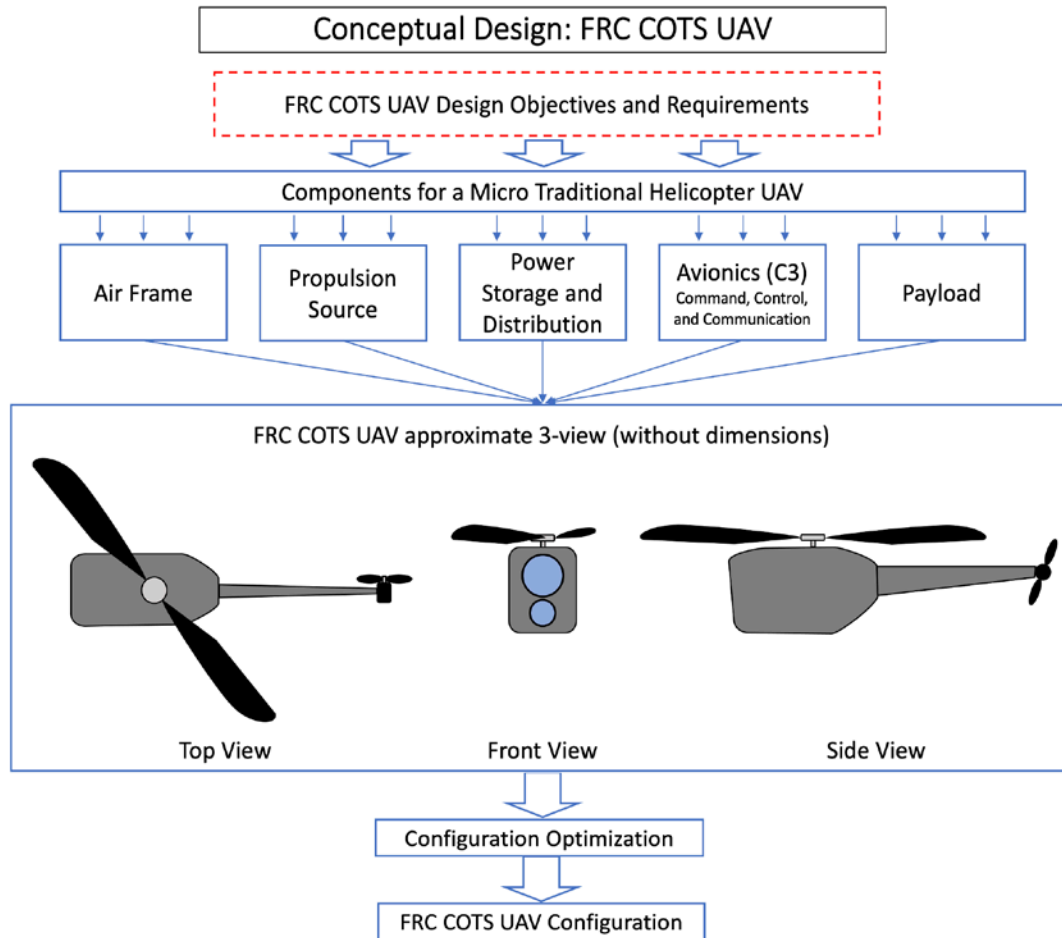 Conceptual Design: FRC COTS UAV
FRC COTS UAV Design Objectives and Requirements
Components for a Micro Traditional Helicopter UAV
Air Frame
Propulsion
Source
Power
Storage and
Distribution
Avionics (C3)
Command, Control,
and Communication
Payload
FRC COTS UAV approximate 3-view (without dimensions)
Top View
Front View
Side View
Configuration Optimization
FRC COTS UAV Configuration